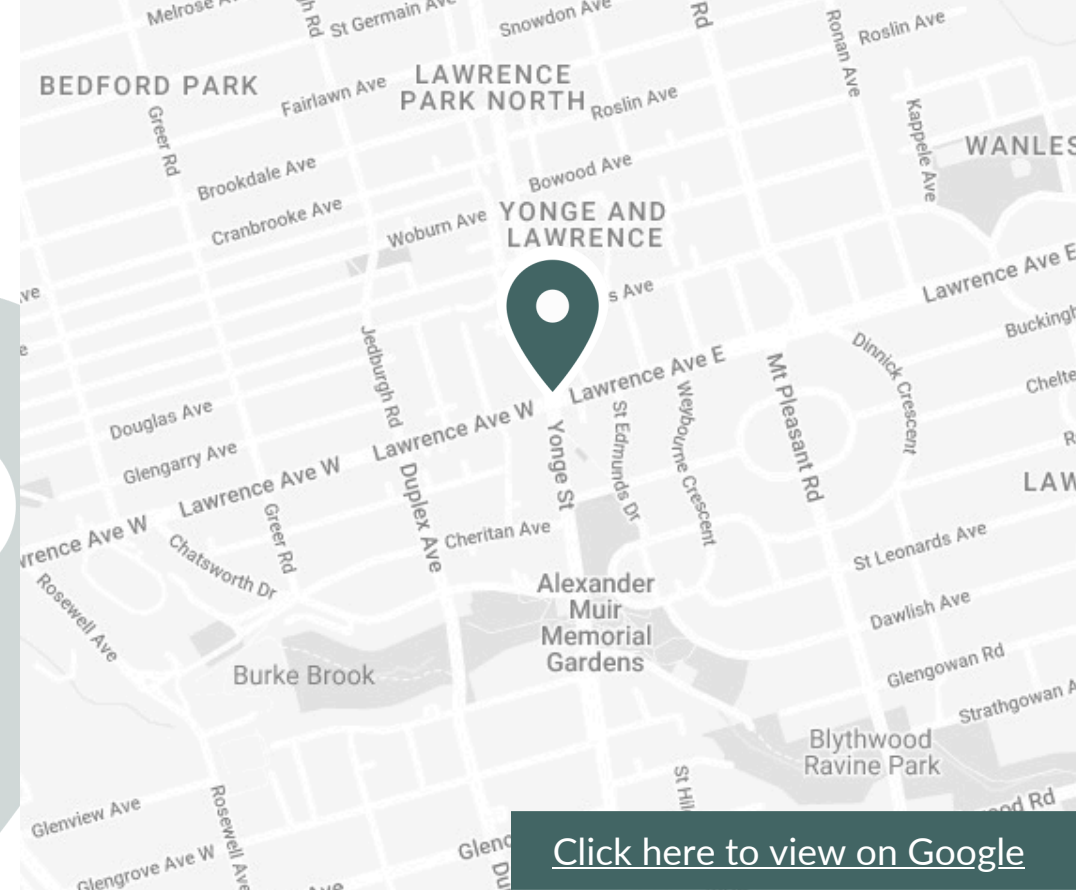 Melrose
St Germain Ave
Snowdon Ave
Rd
Ronan Ave
Roslin Ave
BEDFORD PARK
LAWRENCE
PARK NORTH
Fairlawn Ave
Roslin Ave
Greer Rd
Kappele Ave
WANLES
Brookdale Ave
Bowood Ave
Cranbrooke Ave
Woburn Ave
YONGE AND
LAWRENCE
Lawrence Ave E
s Ave
Buckingh
Jedburgh Rd
Lawrence Ave E
Dinnick Crescent
Mt Pleasant Rd
Chelte
Weybourne Crescent
St Edmunds Dr
Douglas Ave
Lawrence Ave W
Yonge St
Glengarry Ave
Lawrence Ave W
Duplex Ave
LAW
Greer Rd
Cheritan Ave
wrence Ave W
Chatsworth Dr
St Leonards Ave
Rosewell Ave
Alexander
Muir
Memorial
Gardens
Dawlish Ave
Burke Brook
Glengowan Rd
Strathgowan A
Blythwood
Ravine Park
St Hil
Rosewell Ave
Glenview Ave
ood Rd
Glengrove Ave W
Glenc
Du
Click here to view on Google